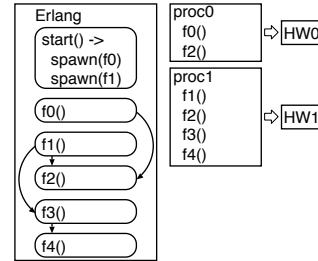 Erlang
start() ->
spawn(f0)
spawn(f1)
f0()
f1()
f2()
f3()
f4()
proc0
f0()
f2()
HW0
proc1
f1()
f2()
f3()
f4()
HW1